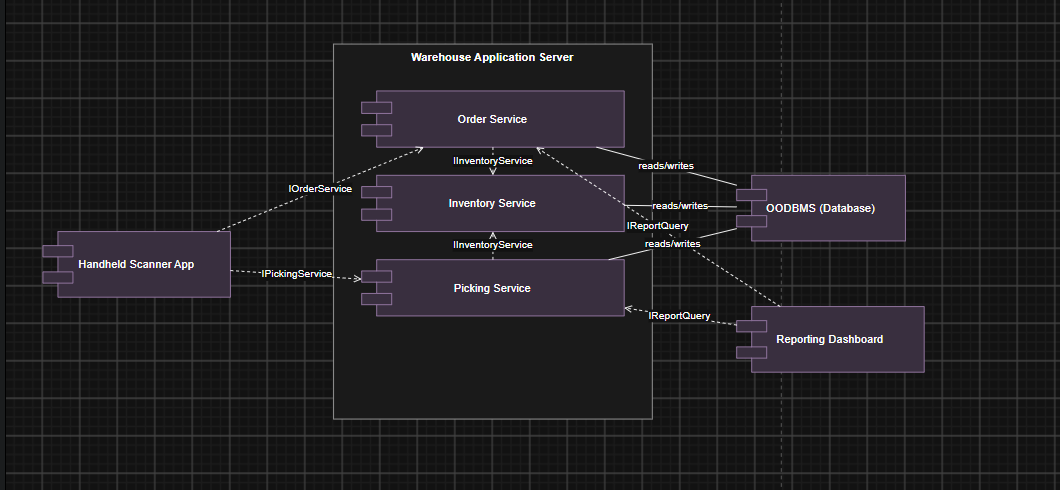 Warehouse Application Server
Order Service
IInventoryService
reads/writes
IOrderService
Inventory Service
reads/writes
OODBMS (Database)
IReportQuery
IInventoryService
reads/writes
Handheld Scanner App
IPickingService
Picking Service
IReportQuery
Reporting Dashboard